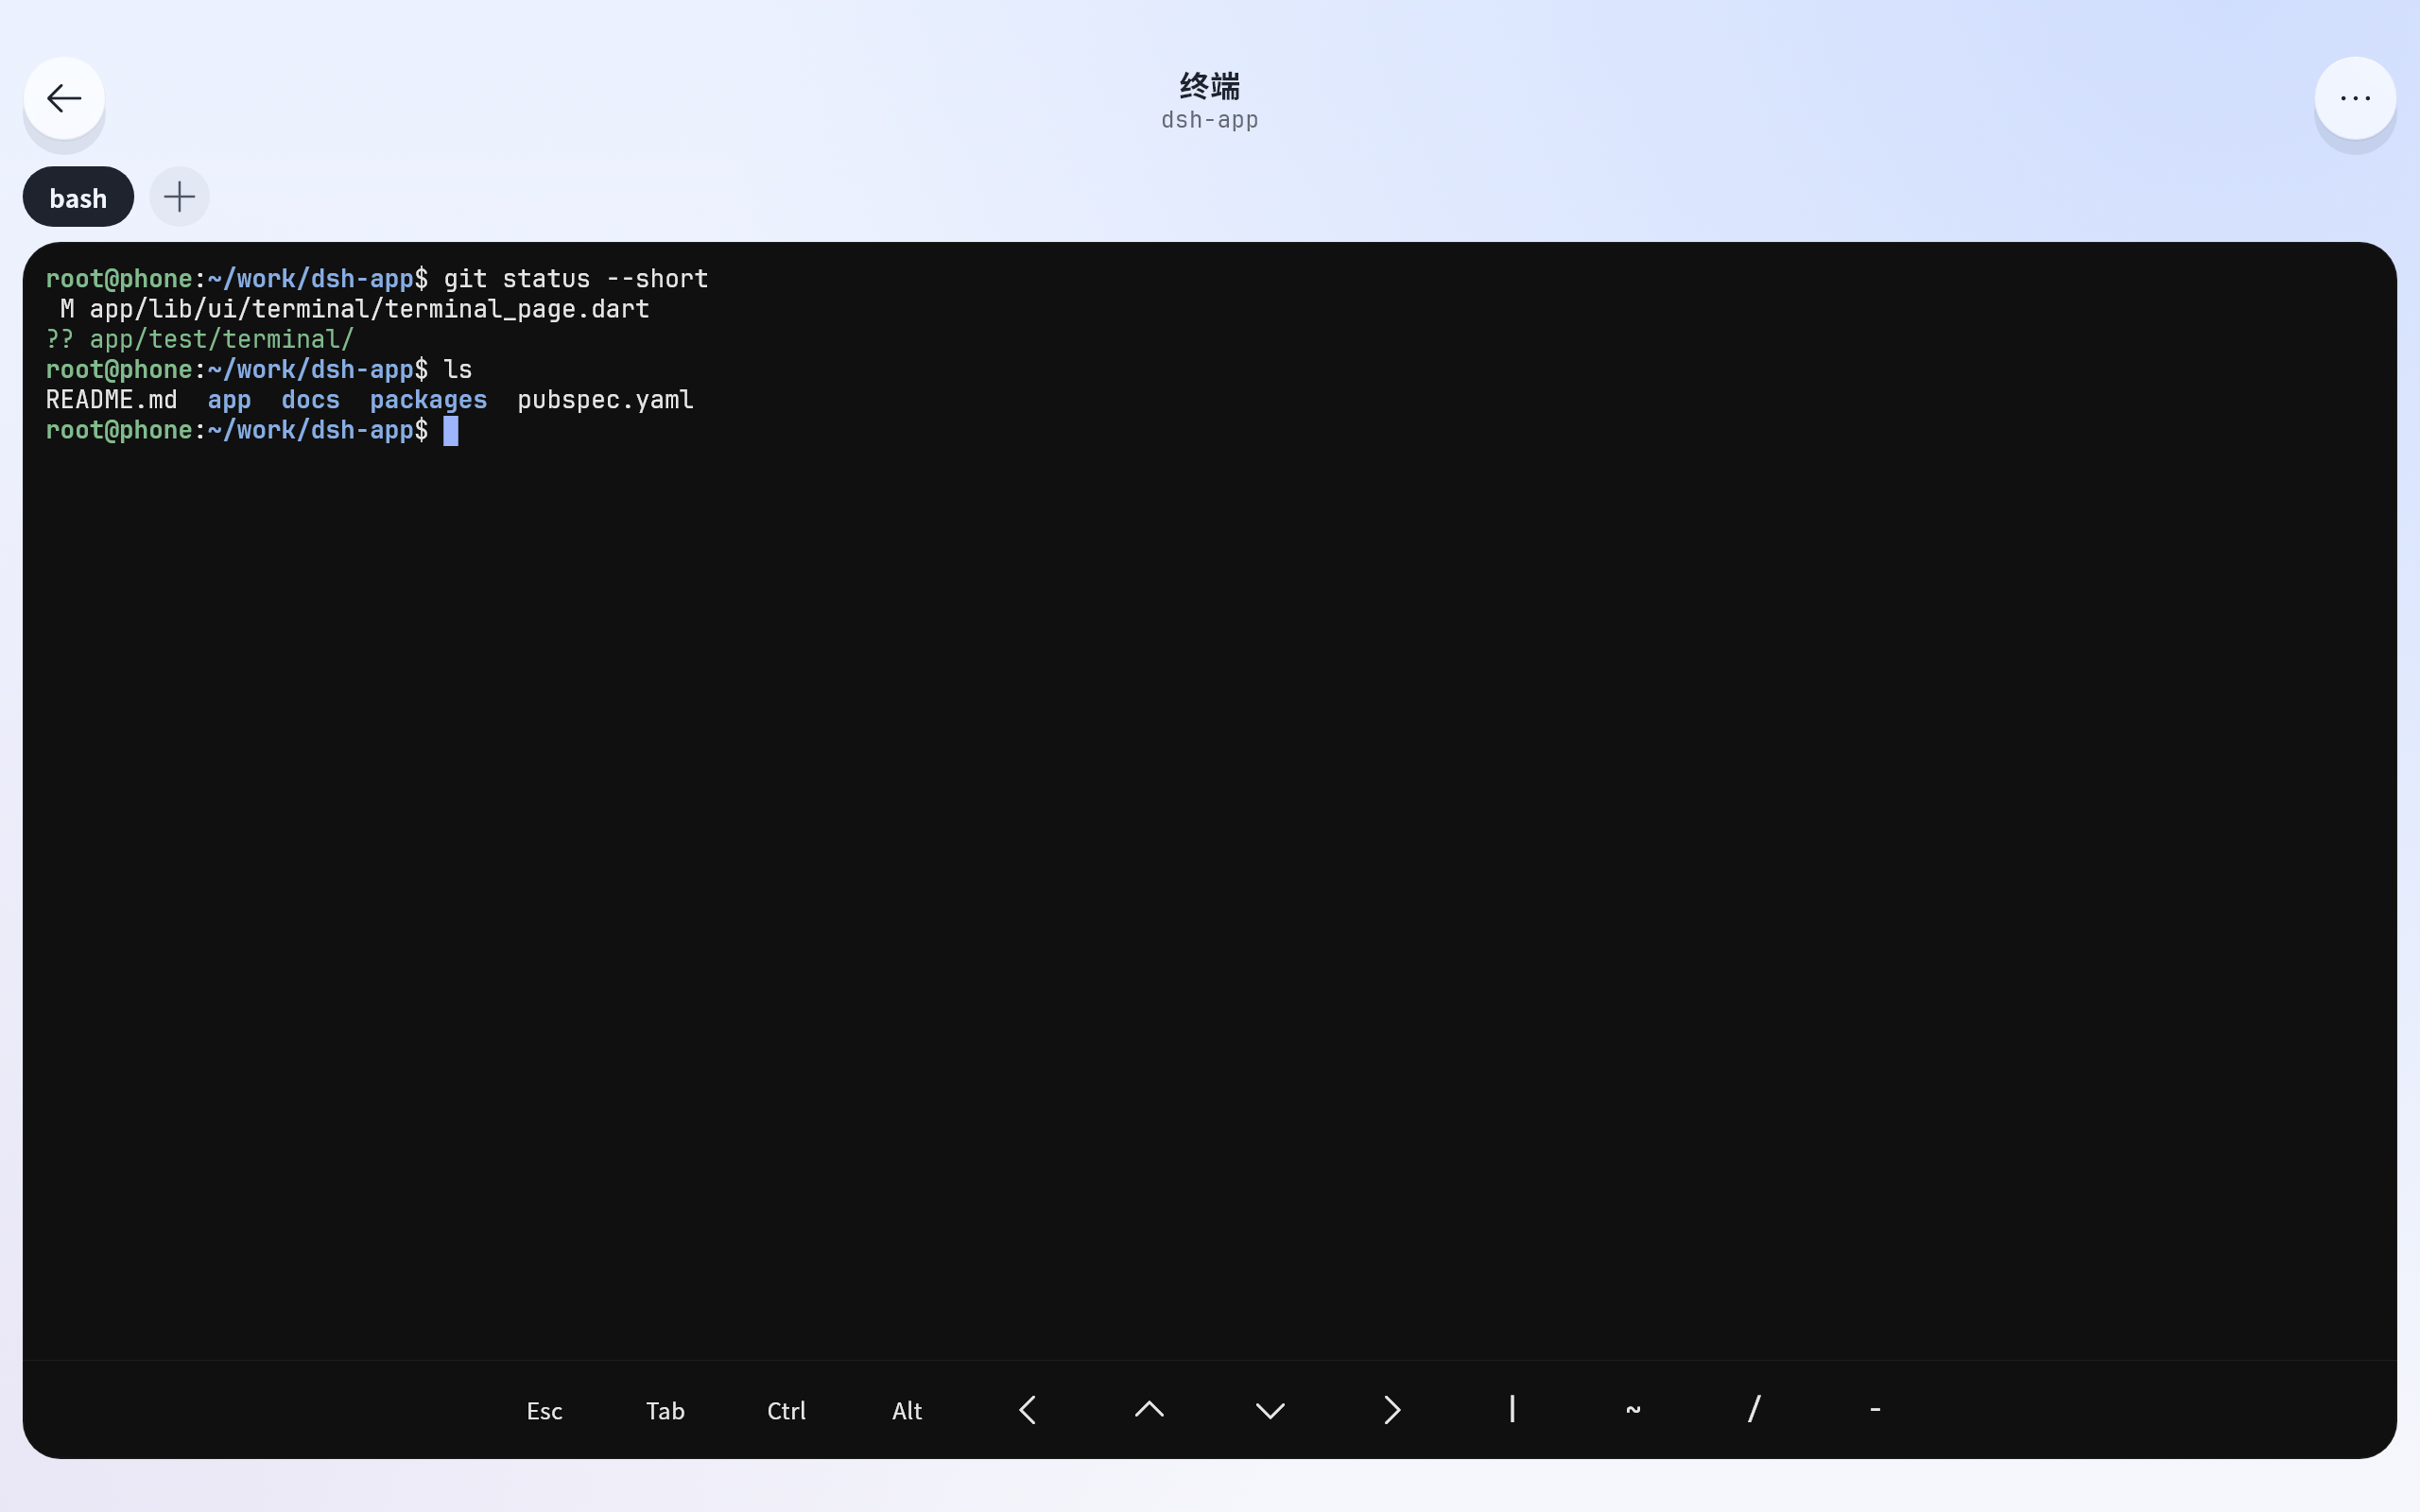 终端
dsh-app
bash
root@phone:~/work/dsh-app$ git status --short
 M app/lib/ui/terminal/terminal_page.dart
?? app/test/terminal/
root@phone:~/work/dsh-app$ ls
README.md  app  docs  packages  pubspec.yaml
root@phone:~/work/dsh-app$
Esc Tab Ctrl Alt | ~ / -